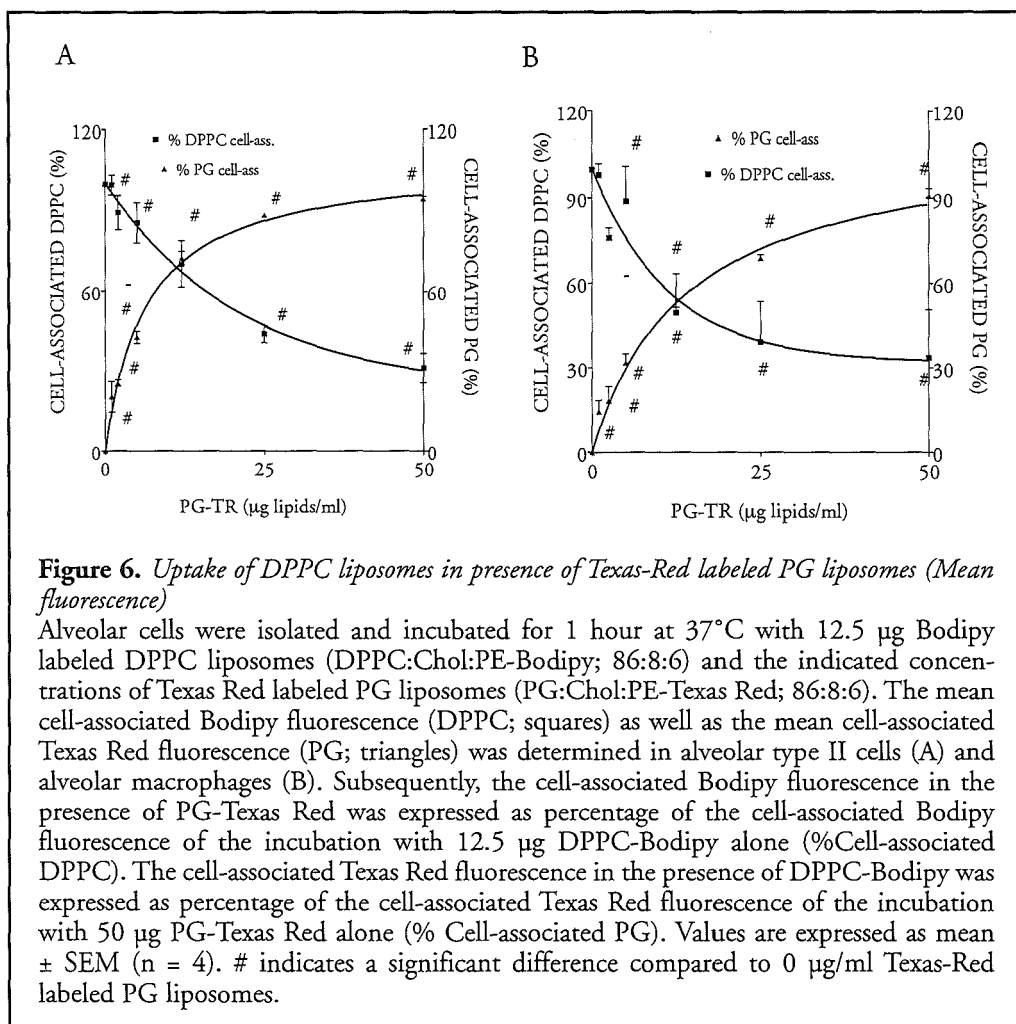 A
B
120
120
120
120
■ % DPPC cell-ass.
▲ % PG cell-ass
▲ % PG cell-ass
■ % DPPC cell-ass.
CELL-ASSOCIATED DPPC (%)
CELL-ASSOCIATED PG (%)
CELL-ASSOCIATED DPPC (%)
CELL-ASSOCIATED PG (%)
# # # # # # # # # #
# # # # # # # # # # #
90
90
60
60
60
60
30
30
0
0
0
0
0
25
50
0
25
50
PG-TR (μg lipids/ml)
PG-TR (μg lipids/ml)
Figure 6. Uptake of DPPC liposomes in presence of Texas-Red labeled PG liposomes (Mean
fluorescence)
Alveolar cells were isolated and incubated for 1 hour at 37°C with 12.5 μg Bodipy
labeled DPPC liposomes (DPPC:Chol:PE-Bodipy; 86:8:6) and the indicated concen-
trations of Texas Red labeled PG liposomes (PG:Chol:PE-Texas Red; 86:8:6). The mean
cell-associated Bodipy fluorescence (DPPC; squares) as well as the mean cell-associated
Texas Red fluorescence (PG; triangles) was determined in alveolar type II cells (A) and
alveolar macrophages (B). Subsequently, the cell-associated Bodipy fluorescence in the
presence of PG-Texas Red was expressed as percentage of the cell-associated Bodipy
fluorescence of the incubation with 12.5 μg DPPC-Bodipy alone (%Cell-associated
DPPC). The cell-associated Texas Red fluorescence in the presence of DPPC-Bodipy was
expressed as percentage of the cell-associated Texas Red fluorescence of the incubation
with 50 μg PG-Texas Red alone (% Cell-associated PG). Values are expressed as mean
± SEM (n = 4). # indicates a significant difference compared to 0 μg/ml Texas-Red
labeled PG liposomes.